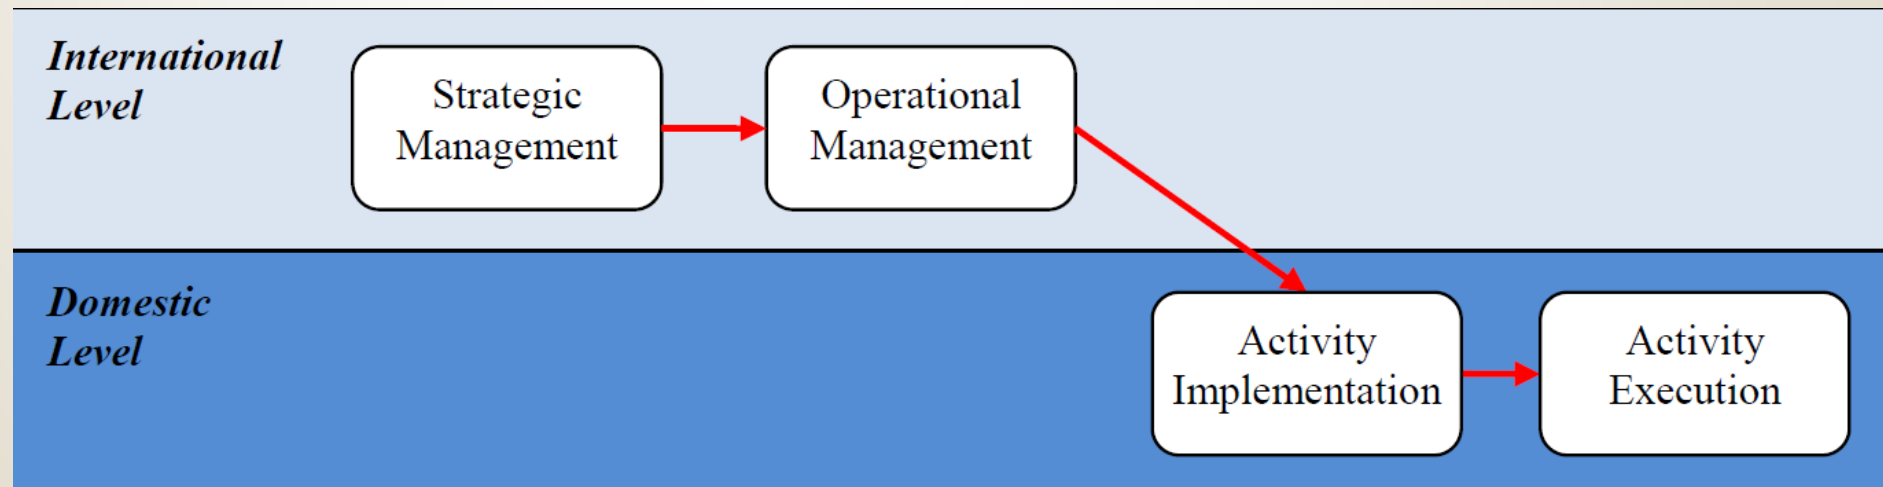 International
Level
Strategic
Management
Operational
Management
Domestic
Level
Activity
Implementation
Activity
Execution